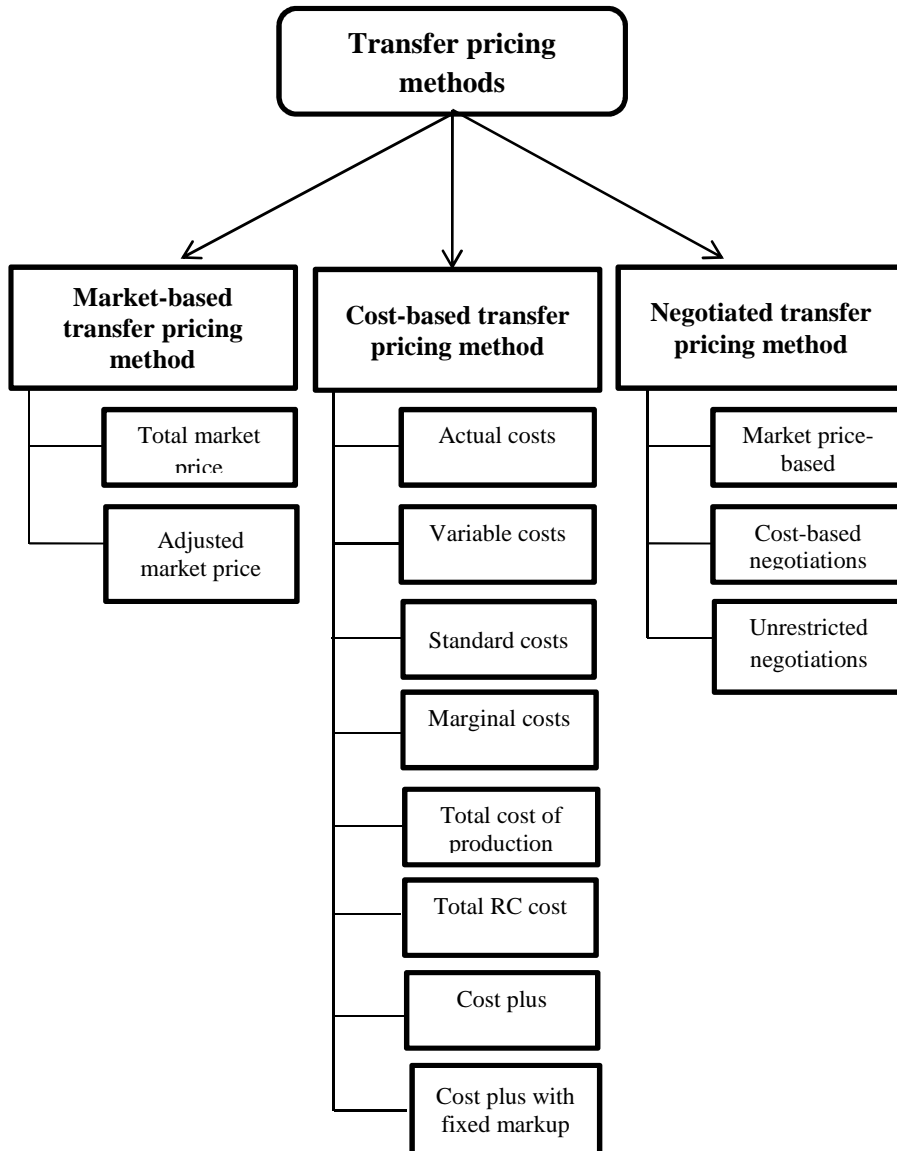 Transfer pricing
methods
Market-based
transfer pricing
method
Total market
price
Adjusted
market price
Cost-based transfer
pricing method
Actual costs
Variable costs
Standard costs
Marginal costs
Total cost of
production
Total RC cost
Cost plus
Cost plus with
fixed markup
Negotiated transfer
pricing method
Market price-
based
Cost-based
negotiations
Unrestricted
negotiations